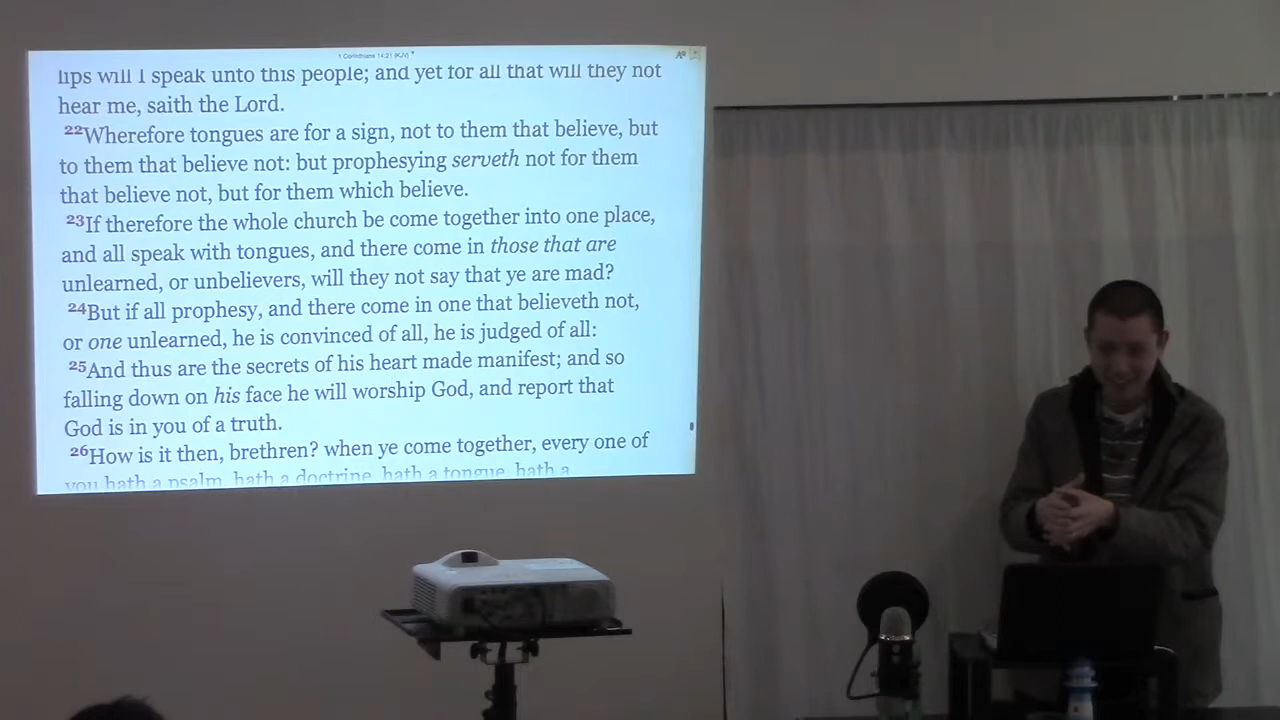 1 Corinthians 14:21 (KJV)
lips will I speak unto this people; and yet for all that will they not
hear me, saith the Lord.
22Wherefore tongues are for a sign, not to them that believe, but
to them that believe not: but prophesying serveth not for them
that believe not, but for them which believe.
23If therefore the whole church be come together into one place,
and all speak with tongues, and there come in those that are
unlearned, or unbelievers, will they not say that ye are mad?
24But if all prophesy, and there come in one that believeth not,
or one unlearned, he is convinced of all, he is judged of all:
25And thus are the secrets of his heart made manifest; and so
falling down on his face he will worship God, and report that
God is in you of a truth.
26How is it then, brethren? when ye come together, every one of
you hath a psalm, hath a doctrine, hath a tongue, hath a